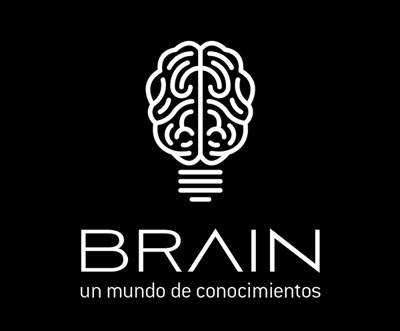 BRAIN
un mundo de conocimientos